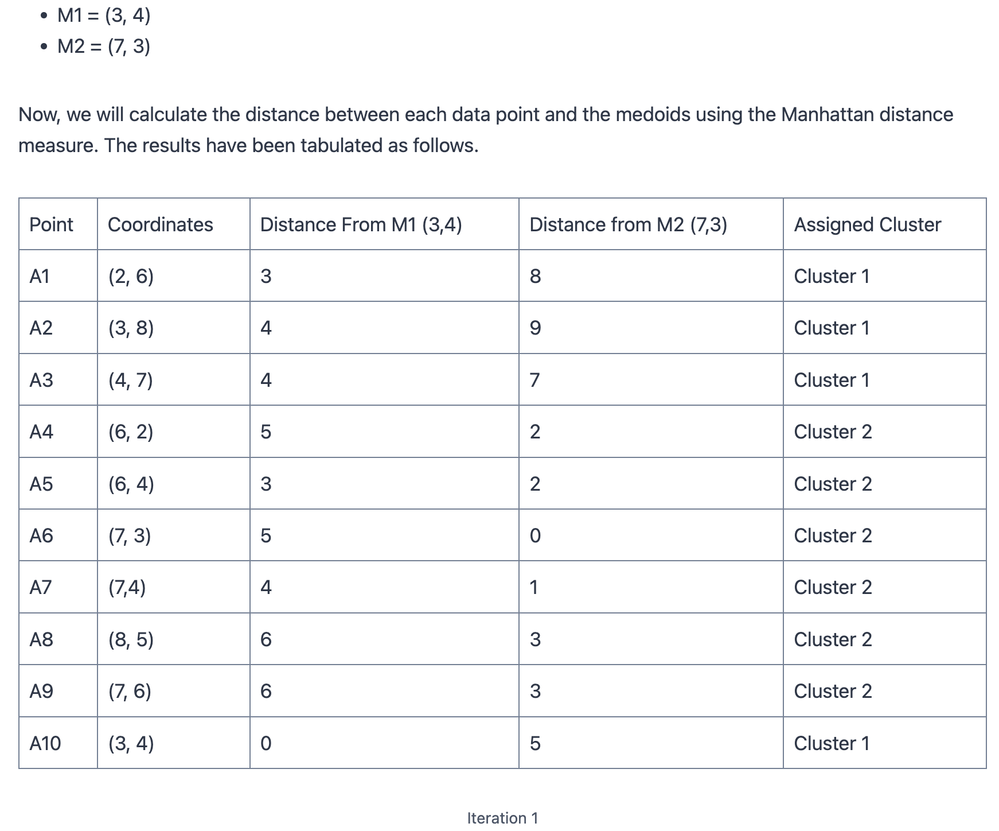 • M1 = (3, 4)
• M2 = (7, 3)
Now, we will calculate the distance between each data point and the medoids using the Manhattan distance
measure. The results have been tabulated as follows.
Point Coordinates Distance From M1 (3,4) Distance from M2 (7,3) Assigned Cluster
A1 (2, 6) 3 8 Cluster 1
A2 (3, 8) 4 9 Cluster 1
A3 (4, 7) 4 7 Cluster 1
A4 (6, 2) 5 2 Cluster 2
A5 (6, 4) 3 2 Cluster 2
A6 (7, 3) 5 0 Cluster 2
A7 (7,4) 4 1 Cluster 2
A8 (8, 5) 6 3 Cluster 2
A9 (7, 6) 6 3 Cluster 2
A10 (3, 4) 0 5 Cluster 1
Iteration 1